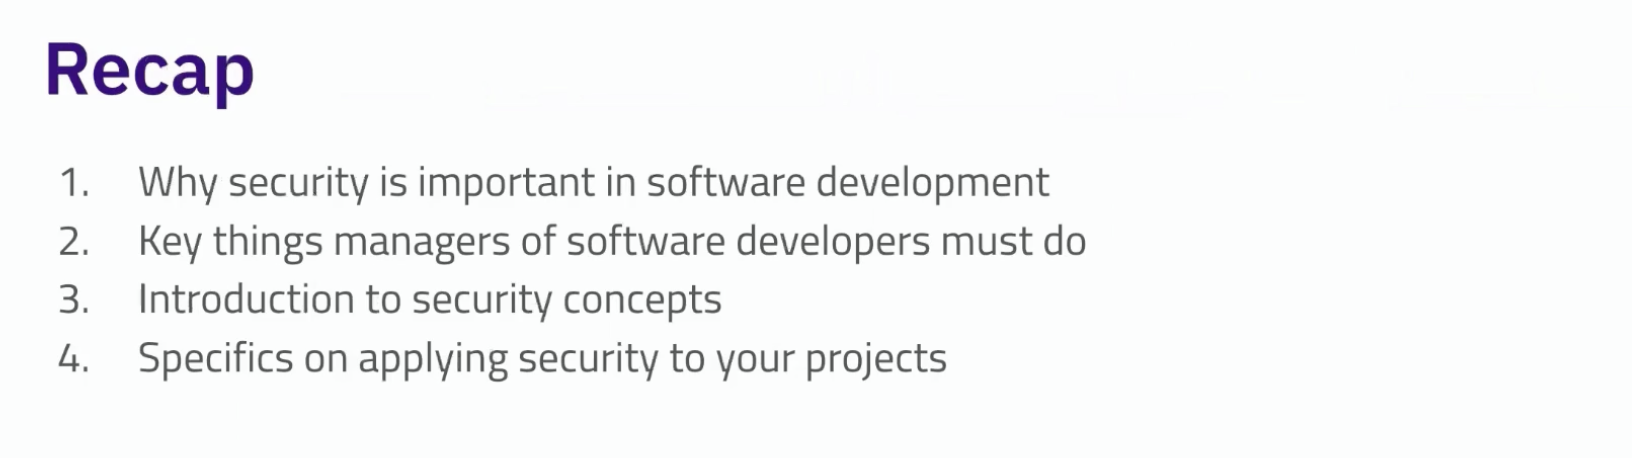 Recap
1. Why security is important in software development
2. Key things managers of software developers must do
3. Introduction to security concepts
4. Specifics on applying security to your projects